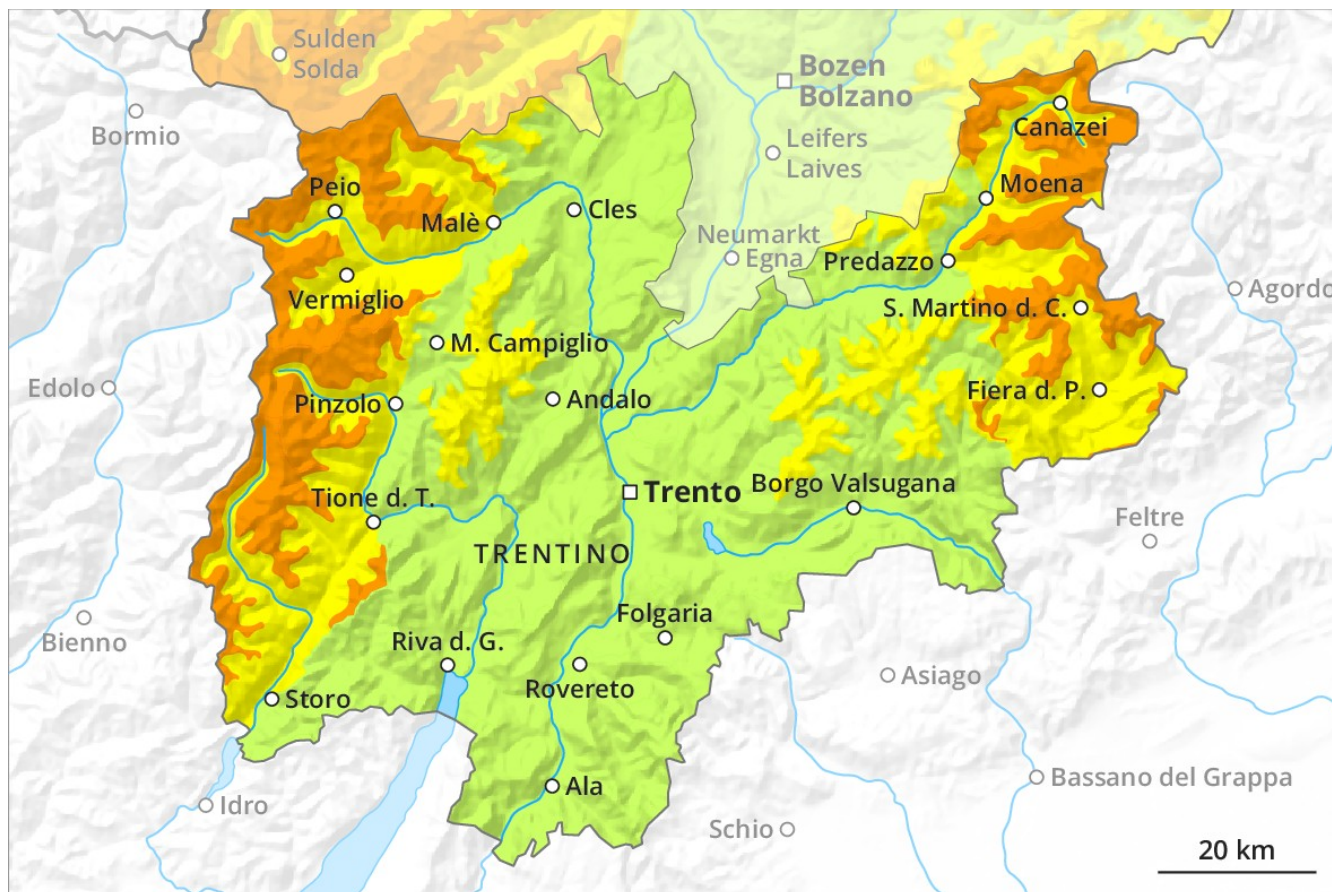 Sulden
Solda
Bozen
Bolzano
Bormio
Canazei
Leifers
Laives
Peio
Moena
Malè
Cles
Neumarkt
Egna
Predazzo
Vermiglio
Agordo
S. Martino d. C.
M. Campiglio
Edolo
Pinzolo
Andalo
Fiera d. P.
Trento
Borgo Valsugana
Tione d. T.
Feltre
TRENTINO
Folgaria
Bienno
Riva d. G.
Asiago
Rovereto
Storo
Bassano del Grappa
Ala
Idro
Schio
20 km